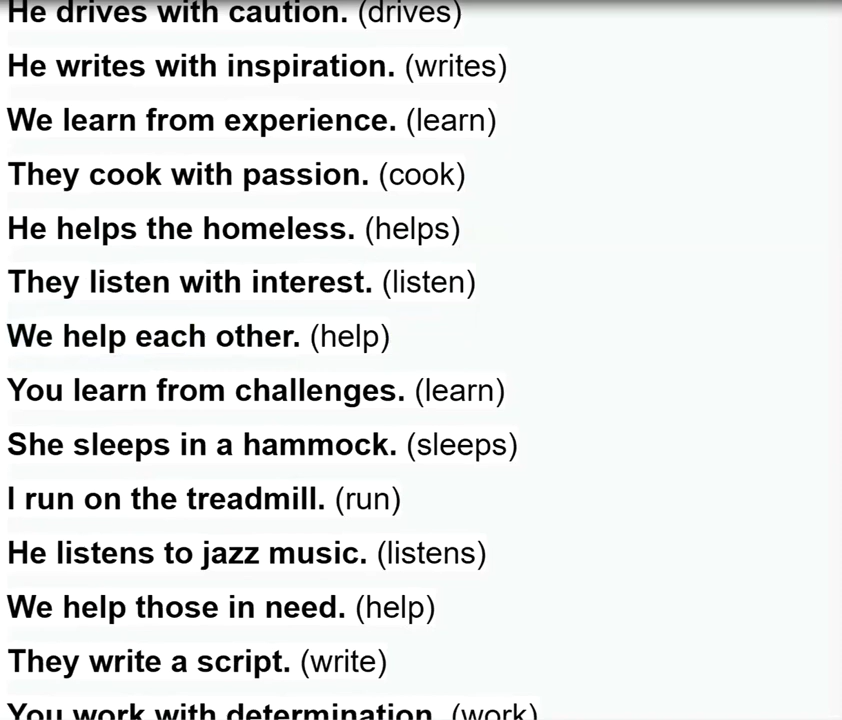 He drives with caution. (drives)
He writes with inspiration. (writes)
We learn from experience. (learn)
They cook with passion. (cook)
He helps the homeless. (helps)
They listen with interest. (listen)
We help each other. (help)
You learn from challenges. (learn)
She sleeps in a hammock. (sleeps)
I run on the treadmill. (run)
He listens to jazz music. (listens)
We help those in need. (help)
They write a script. (write)
You work with determination. (work)